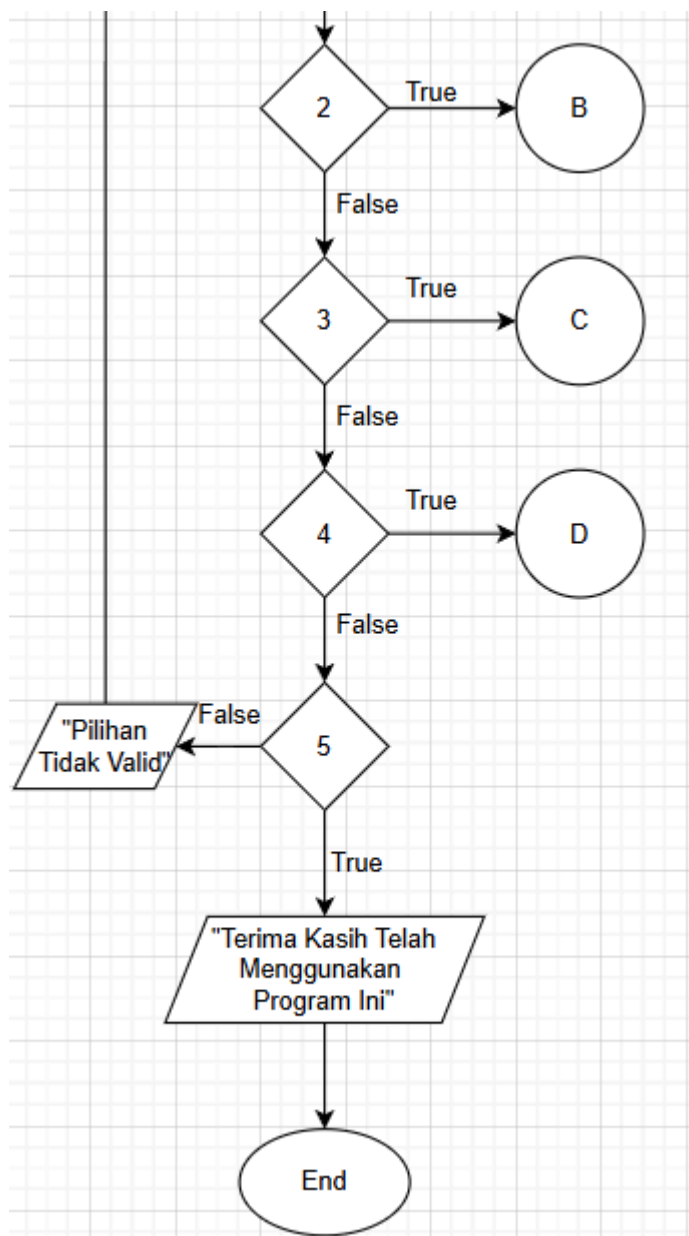 2
True
B
False
3
True
C
False
4
True
D
False
"Pilihan
Tidak Valid"
False
5
True
"Terima Kasih Telah
Menggunakan
Program Ini"
End